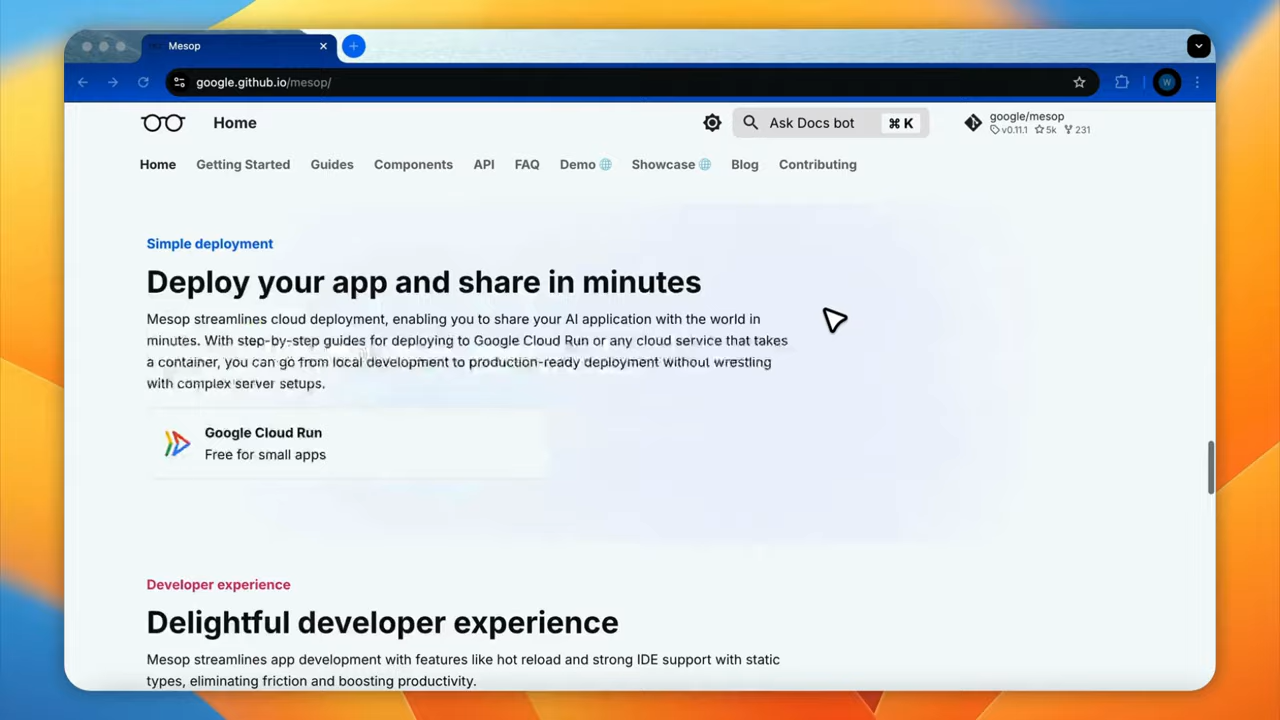 Mesop
google.github.io/mesop/
W
Home
Ask Docs bot
⌘ K
google/mesop
v0.11.1 5k 231
Home Getting Started Guides Components API FAQ Demo Showcase Blog Contributing
Simple deployment
Deploy your app and share in minutes
Mesop streamlines cloud deployment, enabling you to share your AI application with the world in
minutes. With step-by-step guides for deploying to Google Cloud Run or any cloud service that takes
a container, you can go from local development to production-ready deployment without wrestling
with complex server setups.
Google Cloud Run
Free for small apps
Developer experience
Delightful developer experience
Mesop streamlines app development with features like hot reload and strong IDE support with static
types, eliminating friction and boosting productivity.